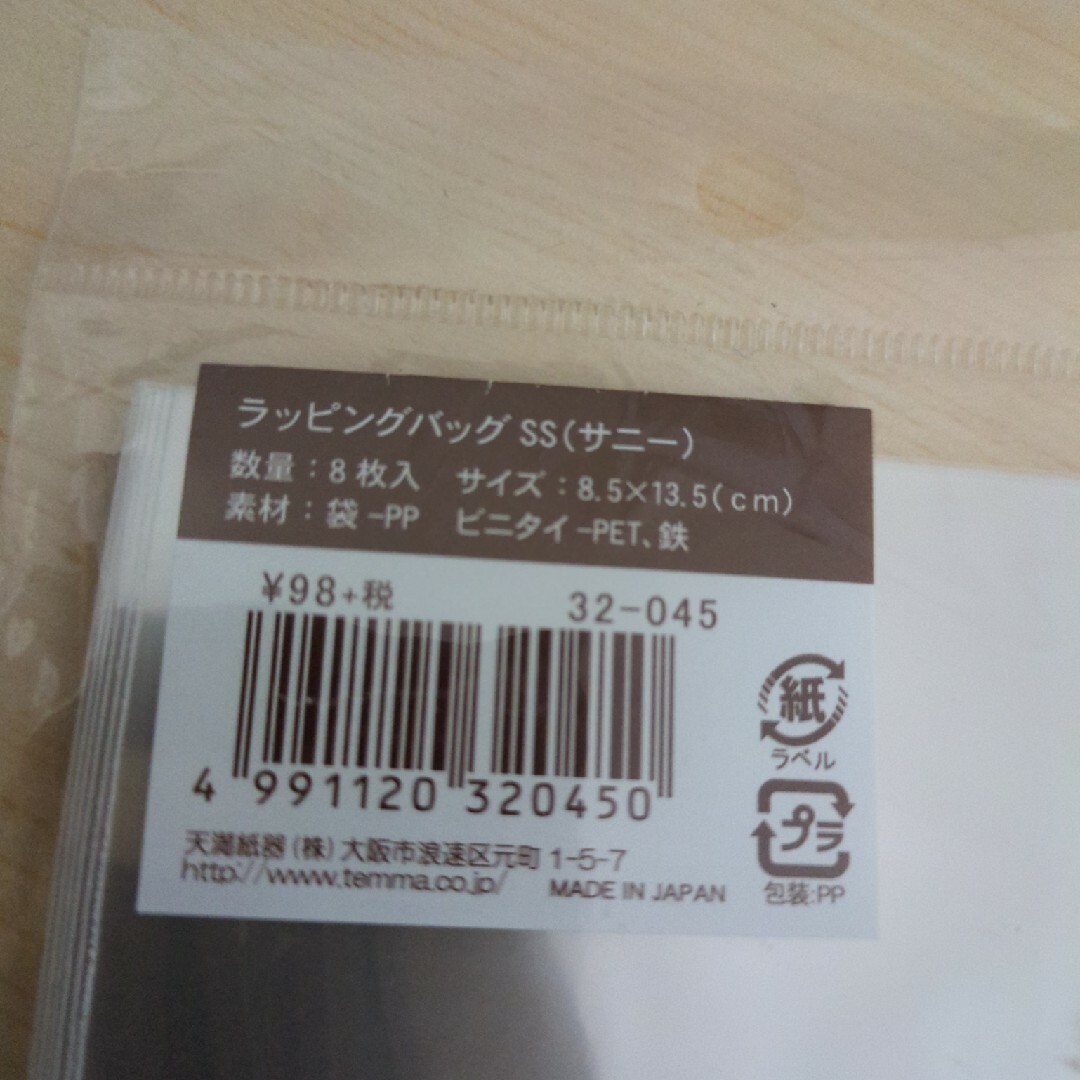 ラッピングバッグ SS(サニー)
数量：8枚入　サイズ：8.5×13.5(cm)
素材：袋-PP　ビニタイ-PET、鉄
¥98+税　32-045
4 991120 320450
紙
ラベル
プラ
包装:PP
天満紙器(株)大阪市浪速区元町 1-5-7
http://www.temma.co.jp/　MADE IN JAPAN